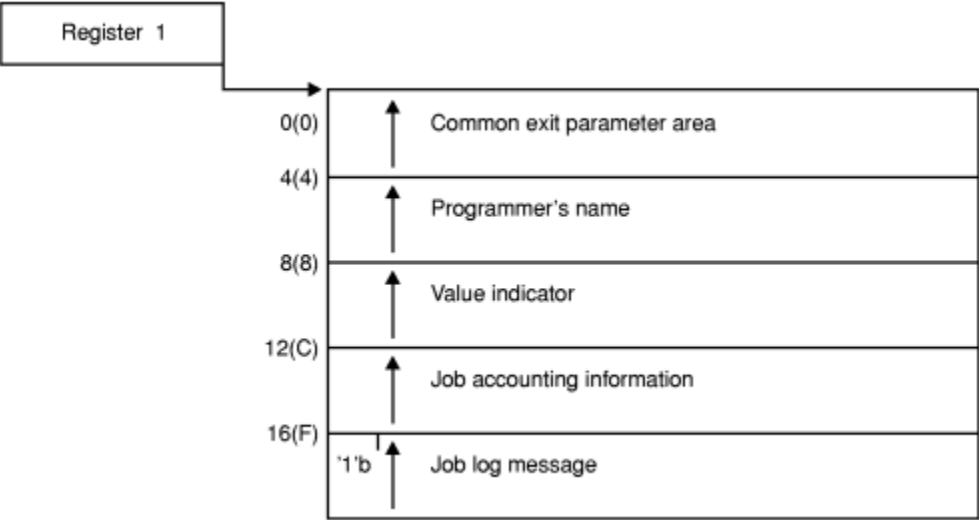 Register 1
0(0) Common exit parameter area
4(4)
Programmer's name
8(8)
Value indicator
12(C)
Job accounting information
16(F)
'1'b Job log message